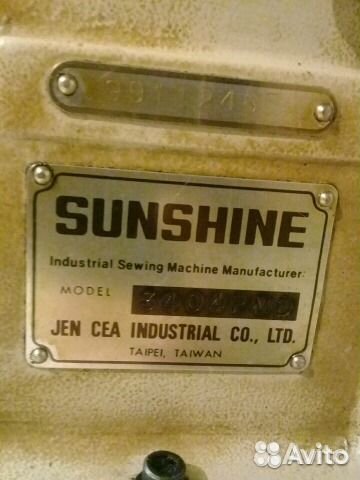 SUNSHINE
Industrial Sewing Machine Manufacturer
MODEL
JEN CEA INDUSTRIAL CO., LTD.
TAIPEI, TAIWAN
Avito